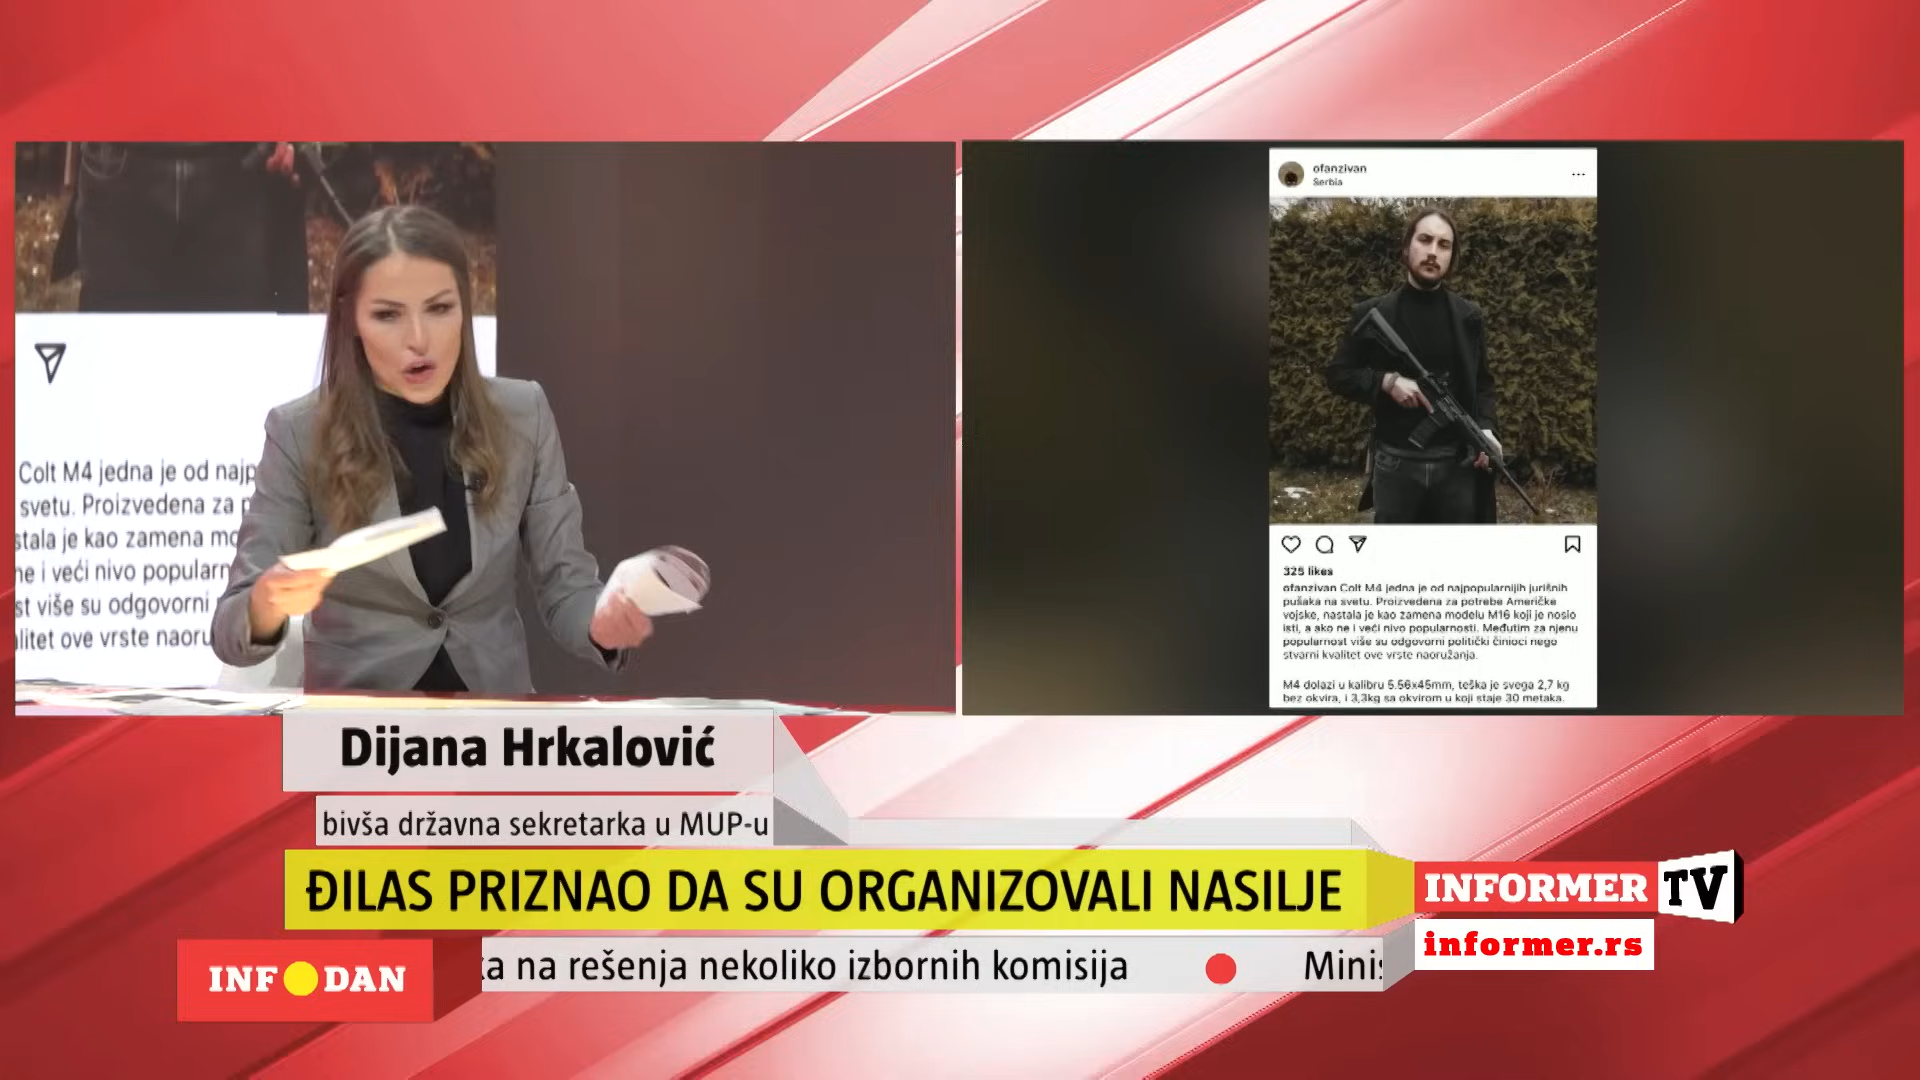 Colt M4 jedna je od najp
svetu. Proizvedena za
stala je kao zamena
i veći nivo popularn
st više su odgovorni
litet ove vrste naoru
ofanzivan
Serbia
325 likes
ofanzivan Colt M4 jedna je od najpopularnijih jurišnih
pušaka na svetu. Proizvedena za potrebe Američke
vojske, nastala je kao zamena modelu M16 koji je nosio
isti, a ako ne i veći nivo popularnosti. Međutim za njenu
popularnost više su odgovorni politički činioci nego
stvarni kvalitet ove vrste naoružanja.
M4 dolazi u kalibru 5.56x45mm, teška je svega 2,7 kg
bez okvira, i 3,3kg sa okvirom u koji staje 30 metaka.
Dijana Hrkalović
bivša državna sekretarka u MUP-u
ĐILAS PRIZNAO DA SU ORGANIZOVALI NASILJE
INFORMER TV
informer.rs
INFO DAN
ka na rešenja nekoliko izbornih komisija Minis